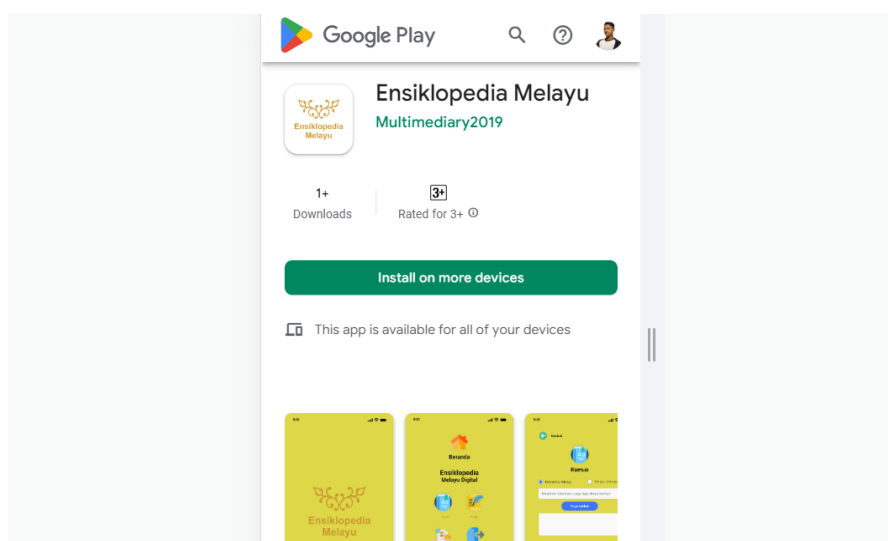 Google Play
Ensiklopedia
Melayu
Ensiklopedia Melayu
Multimediary2019
1+
Downloads
3+
Rated for 3+
Install on more devices
This app is available for all of your devices
Ensiklopedia
Melayu
Beranda
Ensiklopedia
Melayu Digital
Kamus